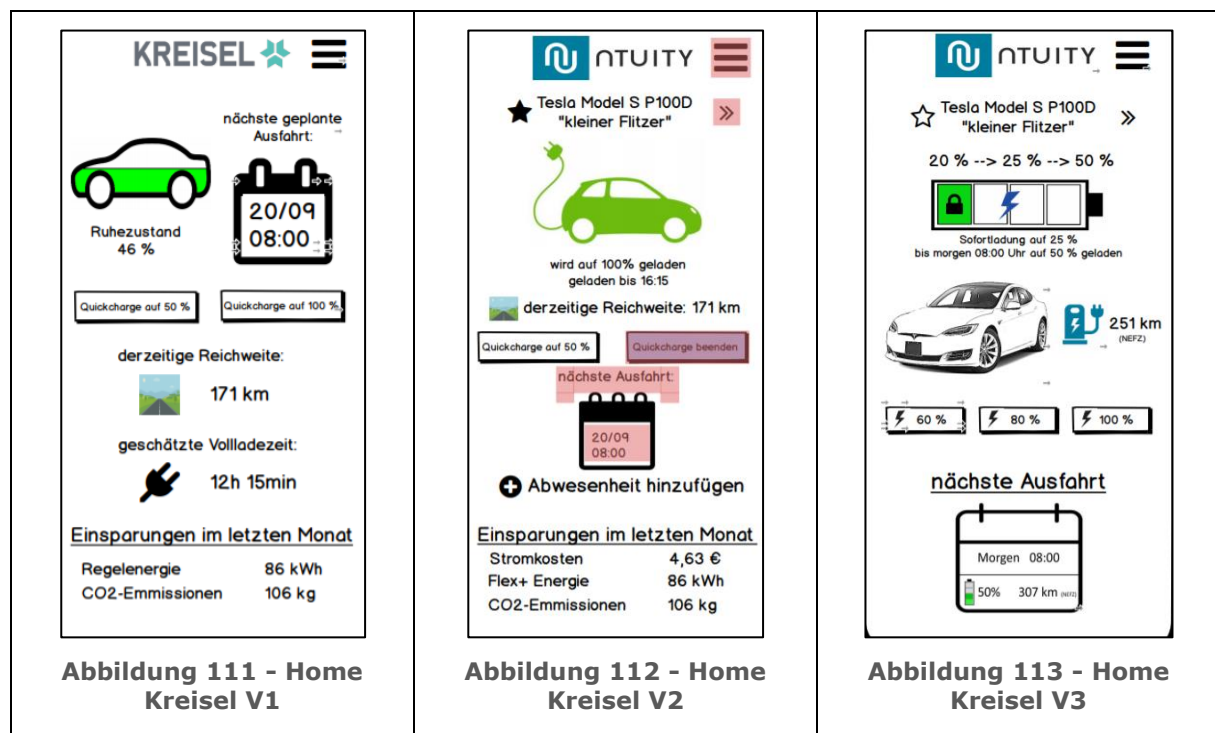 KREISEL
nächste geplante
Ausfahrt:
20/09
08:00
Ruhezustand
46 %
Quickcharge auf 50 %
Quickcharge auf 100 %
derzeitige Reichweite:
171 km
geschätzte Vollladezeit:
12h 15min
Einsparungen im letzten Monat
Regelenergie 86 kWh
CO2-Emmissionen 106 kg
Abbildung 111 - Home
Kreisel V1
nTUITY
Tesla Model S P100D
"kleiner Flitzer"
wird auf 100% geladen
geladen bis 16:15
derzeitige Reichweite: 171 km
Quickcharge auf 50 %
Quickcharge beenden
nächste Ausfahrt:
20/09
08:00
Abwesenheit hinzufügen
Einsparungen im letzten Monat
Stromkosten 4,63 €
Flex+ Energie 86 kWh
CO2-Emmissionen 106 kg
Abbildung 112 - Home
Kreisel V2
nTUITY
Tesla Model S P100D
"kleiner Flitzer"
20 % --> 25 % --> 50 %
Sofortladung auf 25 %
bis morgen 08:00 Uhr auf 50 % geladen
251 km
(NEFZ)
60 %
80 %
100 %
nächste Ausfahrt
Morgen 08:00
50% 307 km (NEFZ)
Abbildung 113 - Home
Kreisel V3